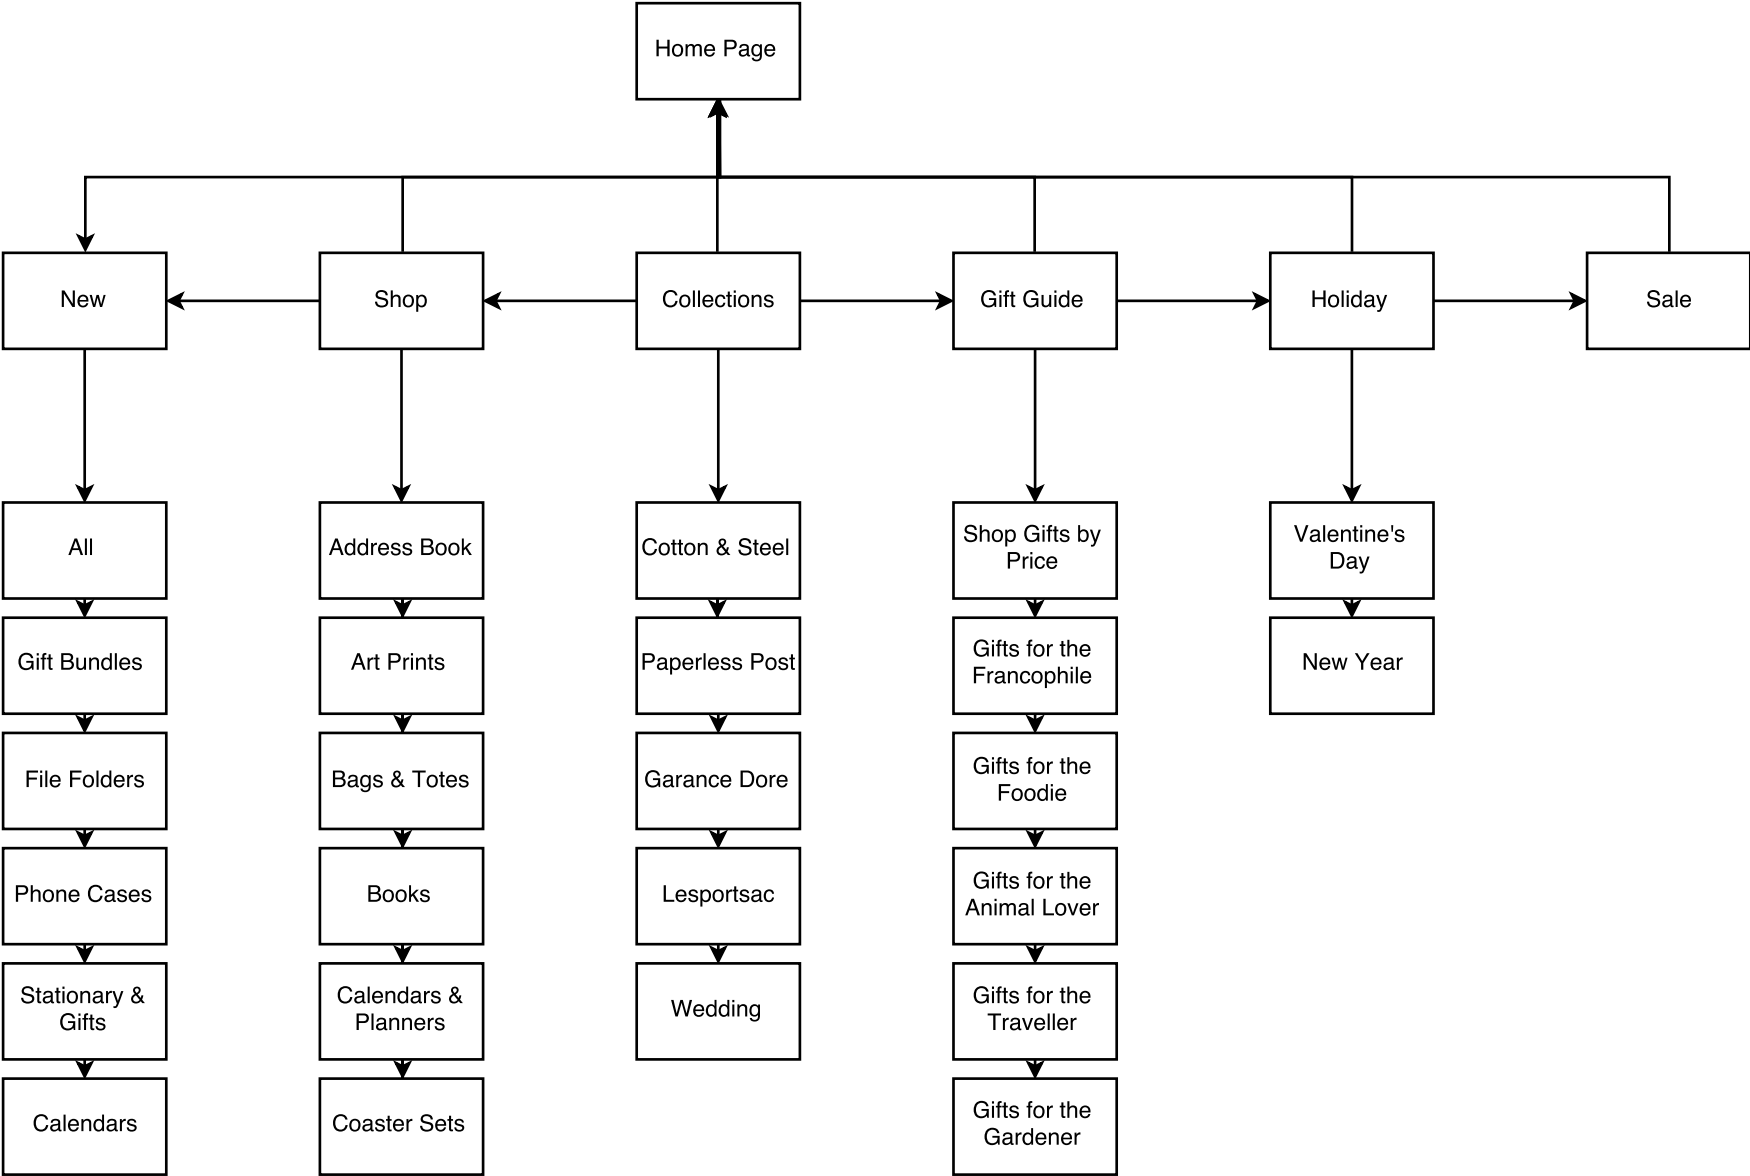 Home Page
New
Shop
Collections
Gift Guide
Holiday
Sale
All
Address Book
Cotton & Steel
Shop Gifts by
Price
Valentine's
Day
Gift Bundles
Art Prints
Paperless Post
Gifts for the
Francophile
New Year
File Folders
Bags & Totes
Garance Dore
Gifts for the
Foodie
Phone Cases
Books
Lesportsac
Gifts for the
Animal Lover
Stationary &
Gifts
Calendars &
Planners
Wedding
Gifts for the
Traveller
Calendars
Coaster Sets
Gifts for the
Gardener